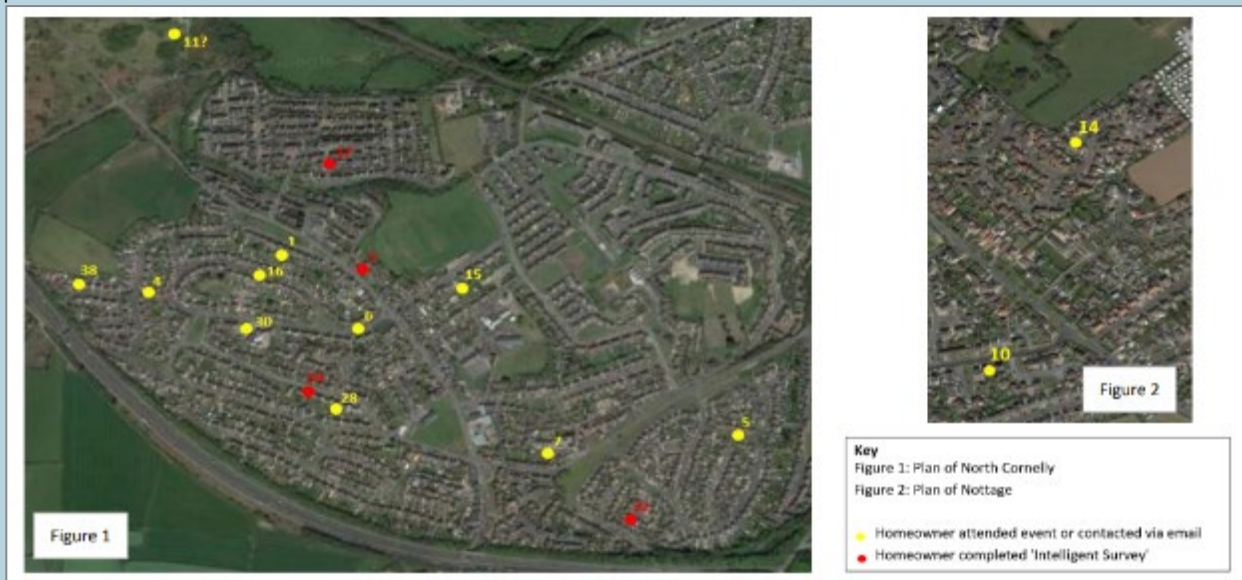 11?
14
1
38
16
15
4
30
28
5
10
Figure 2
Figure 1
Key
Figure 1: Plan of North Cornelly
Figure 2: Plan of Nottage
Homeowner attended event or contacted via email
Homeowner completed 'Intelligent Survey'